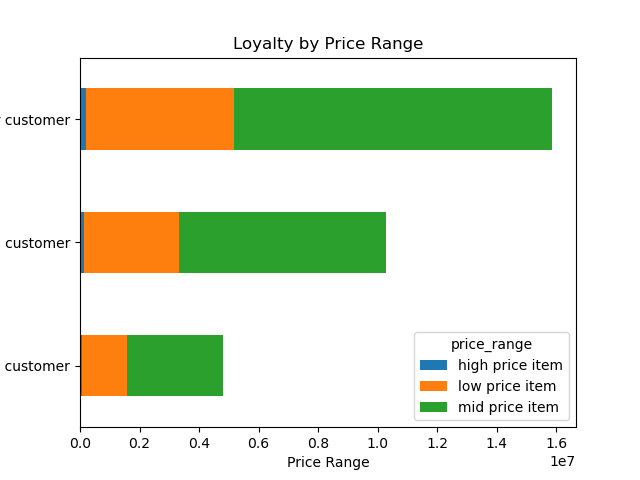 Loyalty by Price Range
customer
customer
customer
price_range
high price item
low price item
mid price item
0.0 0.2 0.4 0.6 0.8 1.0 1.2 1.4 1.6
1e7
Price Range